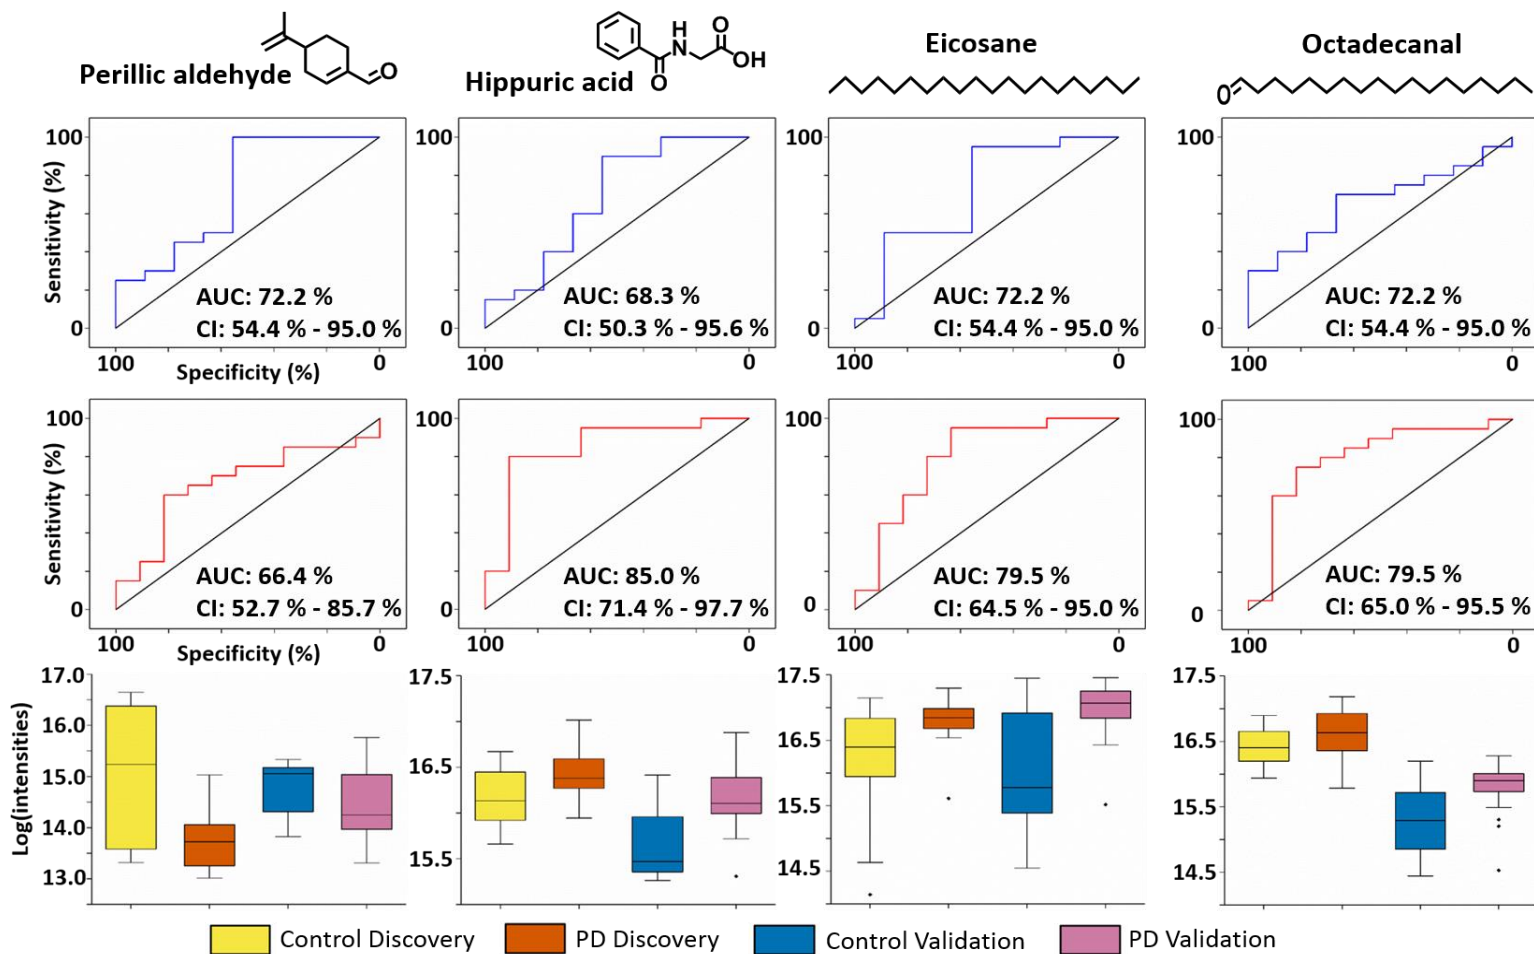 Perillic aldehyde
O
Hippuric acid
H
N
O
O
OH
Eicosane
Octadecanal
O
Sensitivity (%)
100
0
AUC: 72.2 %
CI: 54.4 % - 95.0 %
100
Specificity (%)
0
100
0
AUC: 68.3 %
CI: 50.3 % - 95.6 %
100
0
100
0
AUC: 72.2 %
CI: 54.4 % - 95.0 %
100
0
100
0
AUC: 72.2 %
CI: 54.4 % - 95.0 %
100
0
Sensitivity (%)
100
0
AUC: 66.4 %
CI: 52.7 % - 85.7 %
100
Specificity (%)
0
100
0
AUC: 85.0 %
CI: 71.4 % - 97.7 %
100
0
100
0
AUC: 79.5 %
CI: 64.5 % - 95.0 %
100
0
100
0
AUC: 79.5 %
CI: 65.0 % - 95.5 %
100
0
Log(intensities)
17.0
16.0
15.0
14.0
13.0
17.5
16.5
15.5
17.5
16.5
15.5
14.5
17.5
16.5
15.5
14.5
Control Discovery
PD Discovery
Control Validation
PD Validation